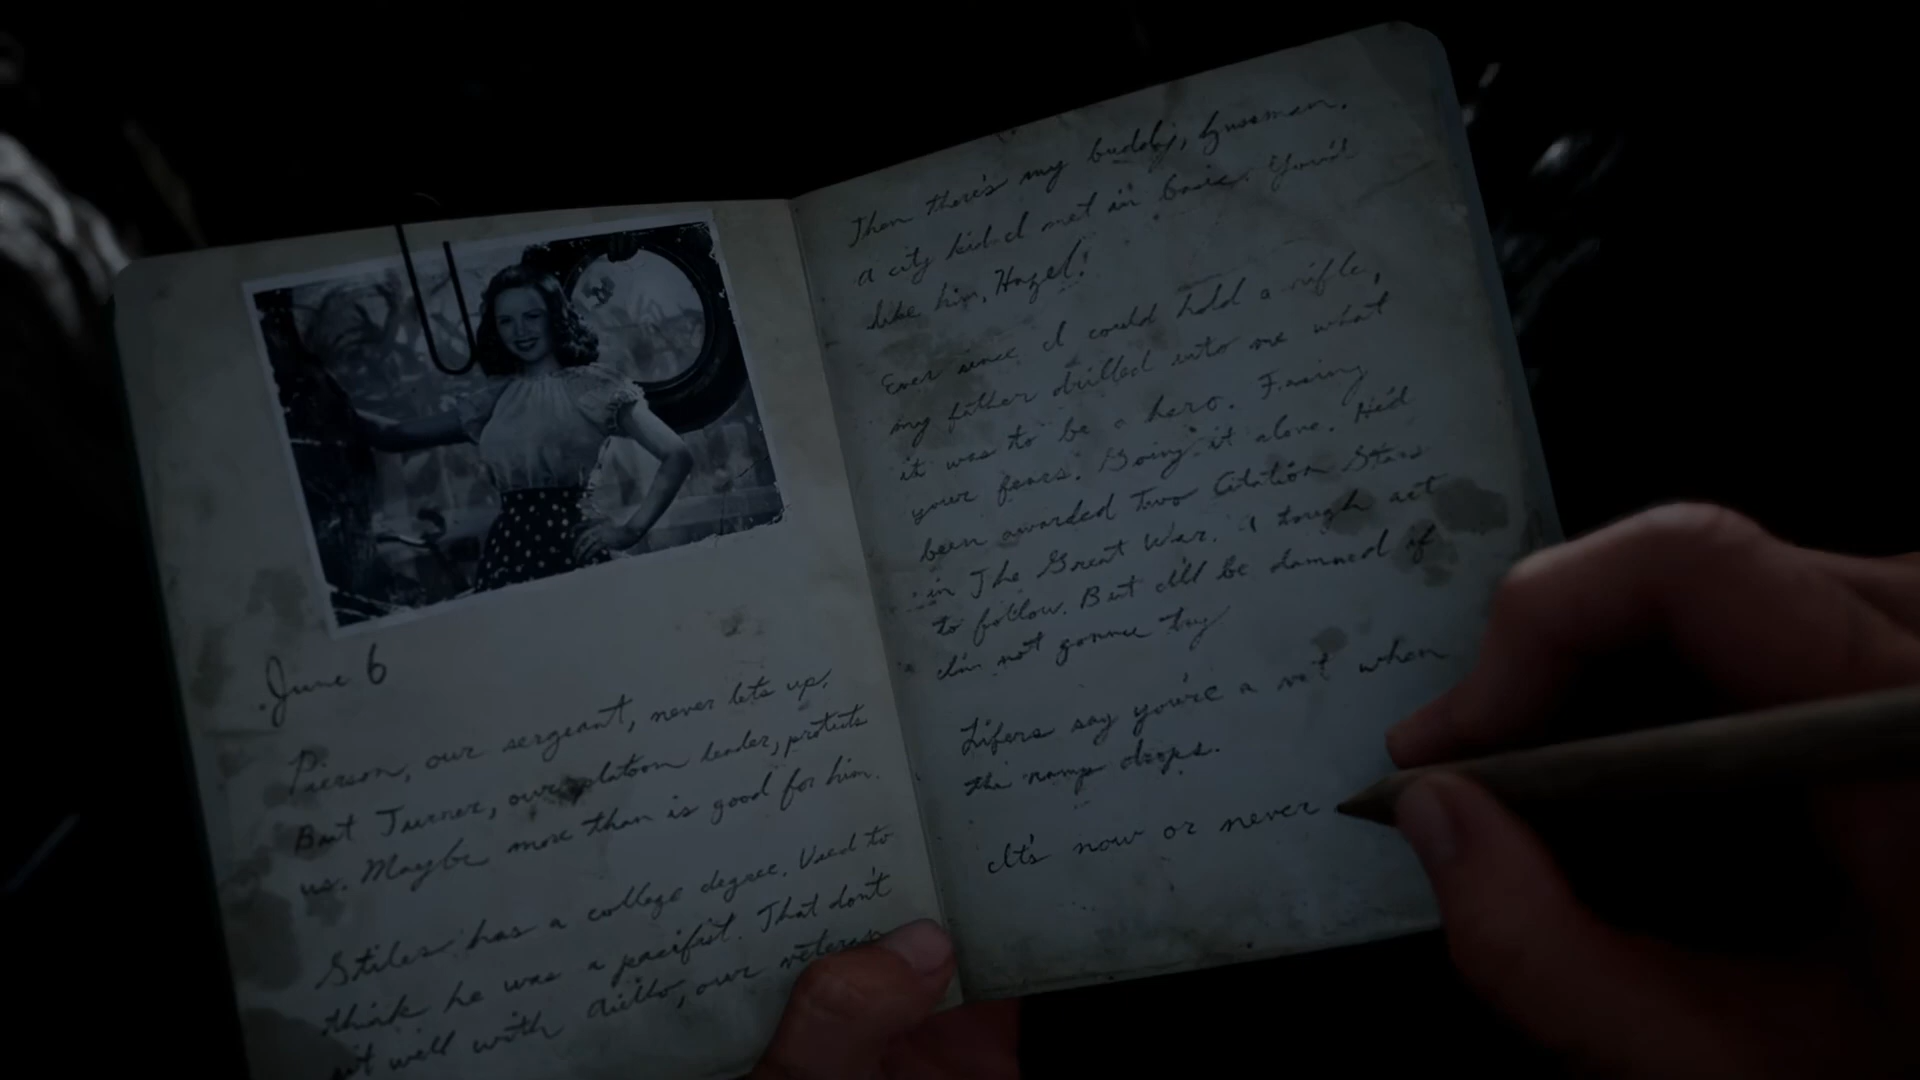 June 6
Pierson, our sergeant, never lets up.
But Turner, our platoon leader, protects
us. Maybe more than is good for him.
Stiles has a college degree. Used to
think he was a pacifist. That don't
sit well with Aiello, our veteran
Then there's my buddy, Zussman,
a city kid I met in basic. You'd
like him, Hazel!
Ever since I could hold a rifle,
my father drilled into me what
it was to be a hero. Facing
your fears. Going it alone. He'd
been awarded Two Citation Stars
in The Great War. A tough act
to follow. But I'll be damned if
I'm not gonna try
Lifers say you're a vet when
the ramp drops.
It's now or never